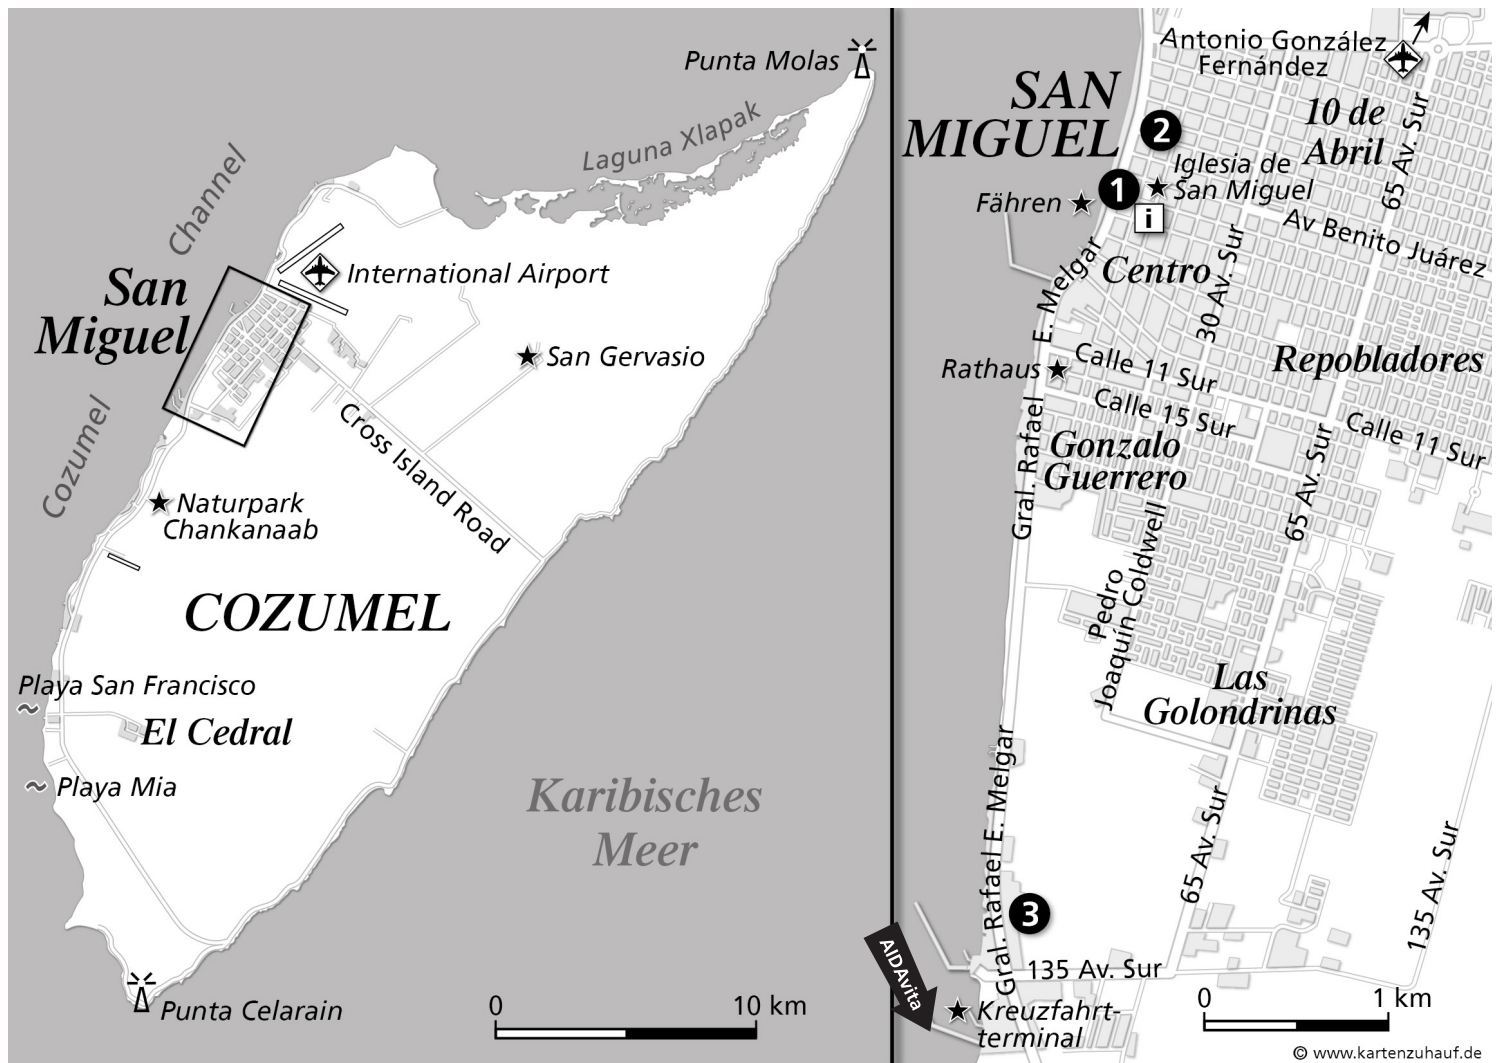 Punta Molas
Laguna Xlapak
Channel
International Airport
San
Miguel
San Gervasio
Cozumel
Cross Island Road
Naturpark
Chankanaab
COZUMEL
Playa San Francisco
El Cedral
Playa Mia
Karibisches
Meer
Punta Celarain
0
10 km
Antonio González
Fernández
SAN
MIGUEL
10 de
Abril
65 Av. Sur
2
Iglesia de
San Miguel
1
Fähren
i
Av Benito Juárez
Centro
30 Av. Sur
Gral. Rafael E. Melgar
Repobladores
Rathaus
Calle 11 Sur
Calle 15 Sur
Calle 11 Sur
Gonzalo
Guerrero
65 Av. Sur
Pedro
Joaquín Coldwell
Las
Golondrinas
Gral. Rafael E. Melgar
65 Av. Sur
135 Av. Sur
3
AIDAvita
135 Av. Sur
Kreuzfahrt-
terminal
0
1 km
© www.kartenzuhauf.de